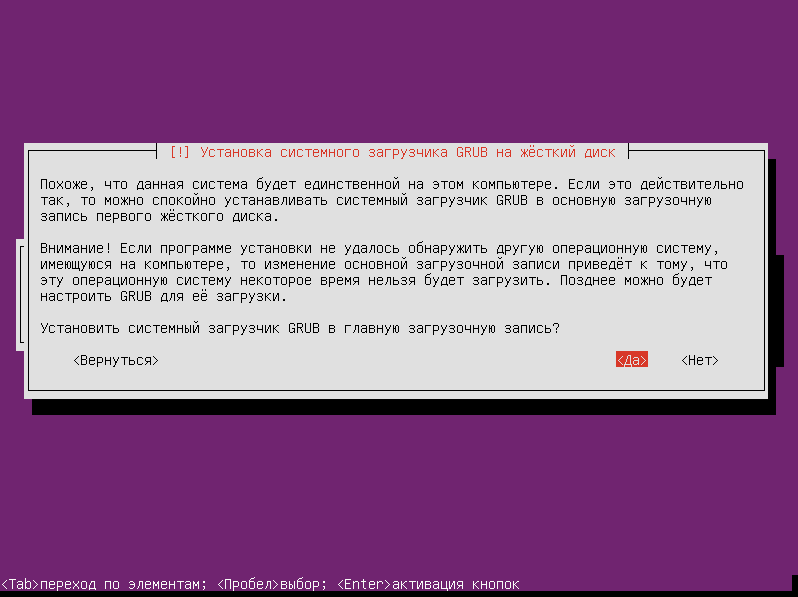 [!] Установка системного загрузчика GRUB на жёсткий диск
Похоже, что данная система будет единственной на этом компьютере. Если это действительно
так, то можно спокойно устанавливать системный загрузчик GRUB в основную загрузочную
запись первого жёсткого диска.
Внимание! Если программе установки не удалось обнаружить другую операционную систему,
имеющуюся на компьютере, то изменение основной загрузочной записи приведёт к тому, что
эту операционную систему некоторое время нельзя будет загрузить. Позднее можно будет
настроить GRUB для её загрузки.
Установить системный загрузчик GRUB в главную загрузочную запись?
<Вернуться> <Да> <Нет>
<Tab>переход по элементам; <Пробел>выбор; <Enter>активация кнопок